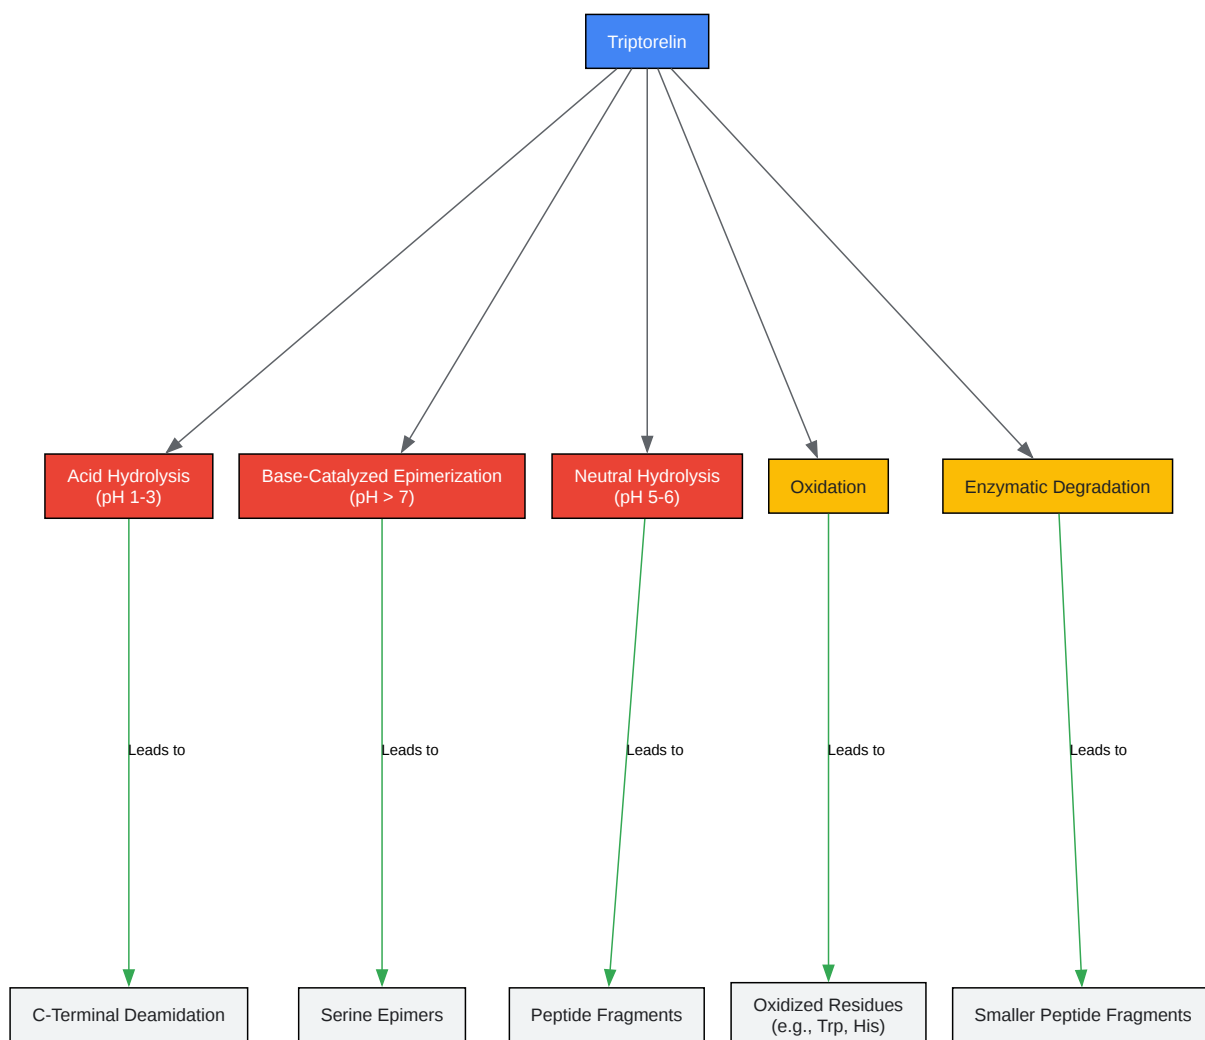 Triptorelin
Acid Hydrolysis
(pH 1-3)
Base-Catalyzed Epimerization
(pH > 7)
Neutral Hydrolysis
(pH 5-6)
Oxidation
Enzymatic Degradation
Leads to
Leads to
Leads to
Leads to
Leads to
C-Terminal Deamidation
Serine Epimers
Peptide Fragments
Oxidized Residues
(e.g., Trp, His)
Smaller Peptide Fragments